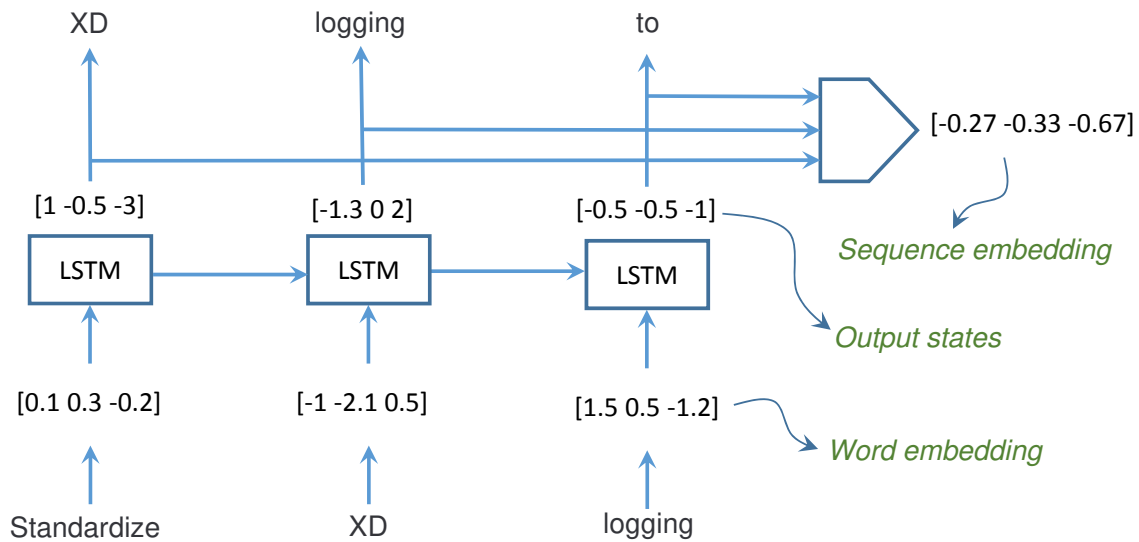 XD logging to
[-0.27 -0.33 -0.67]
[1 -0.5 -3] [-1.3 0 2] [-0.5 -0.5 -1]
Sequence embedding
LSTM LSTM LSTM
Output states
[0.1 0.3 -0.2] [-1 -2.1 0.5] [1.5 0.5 -1.2]
Word embedding
Standardize XD logging